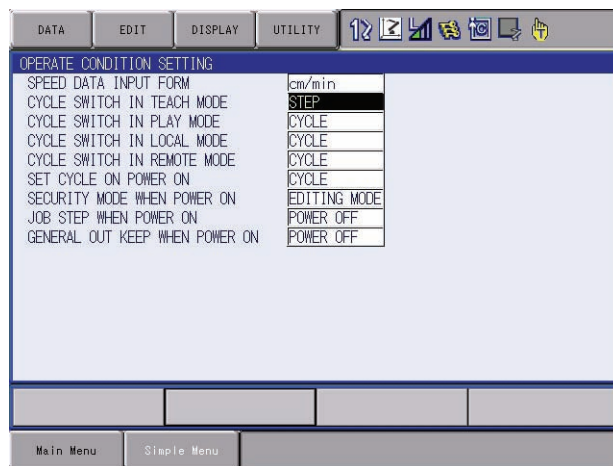 DATA EDIT DISPLAY UTILITY
OPERATE CONDITION SETTING
SPEED DATA INPUT FORM cm/min
CYCLE SWITCH IN TEACH MODE STEP
CYCLE SWITCH IN PLAY MODE CYCLE
CYCLE SWITCH IN LOCAL MODE CYCLE
CYCLE SWITCH IN REMOTE MODE CYCLE
SET CYCLE ON POWER ON CYCLE
SECURITY MODE WHEN POWER ON EDITING MODE
JOB STEP WHEN POWER ON POWER OFF
GENERAL OUT KEEP WHEN POWER ON POWER OFF
Main Menu Simple Menu